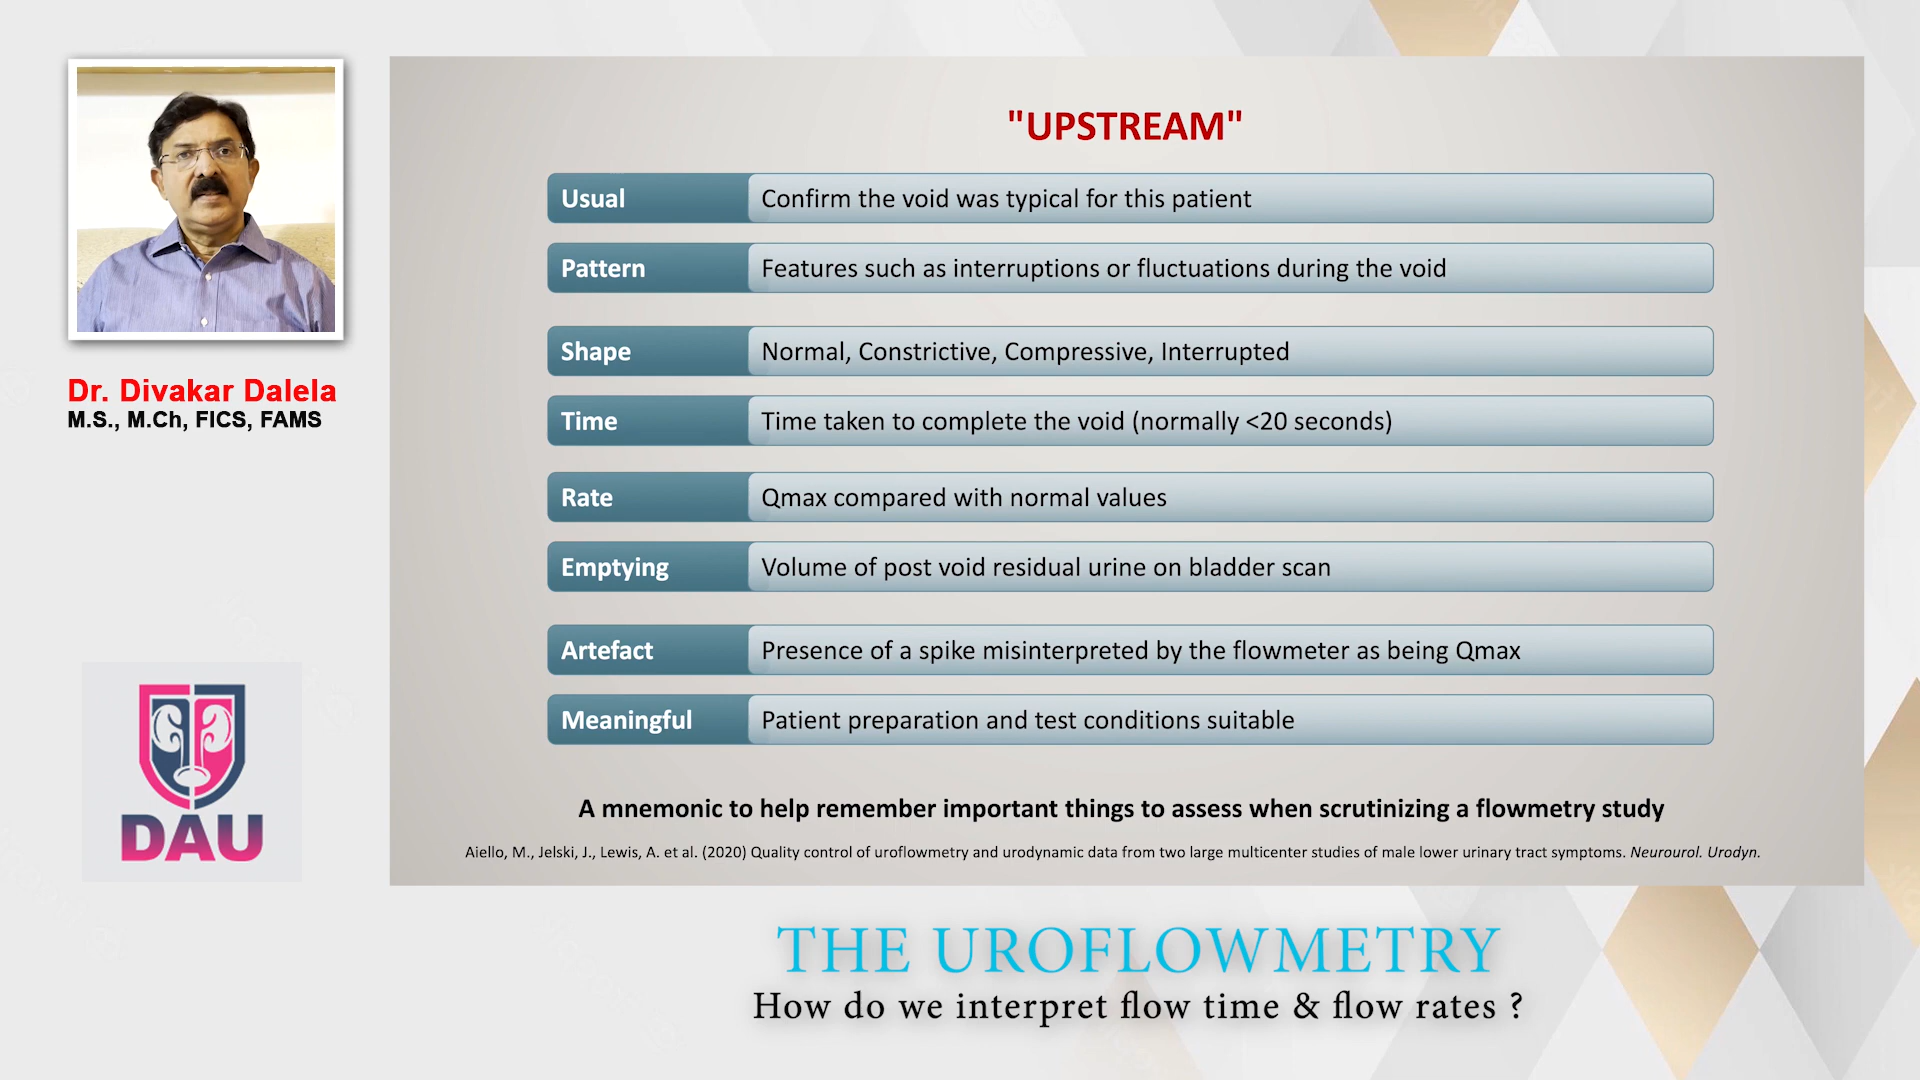 Dr. Divakar Dalela
M.S., M.Ch, FICS, FAMS
DAU
"UPSTREAM"
Usual Confirm the void was typical for this patient
Pattern Features such as interruptions or fluctuations during the void
Shape Normal, Constrictive, Compressive, Interrupted
Time Time taken to complete the void (normally <20 seconds)
Rate Qmax compared with normal values
Emptying Volume of post void residual urine on bladder scan
Artefact Presence of a spike misinterpreted by the flowmeter as being Qmax
Meaningful Patient preparation and test conditions suitable
A mnemonic to help remember important things to assess when scrutinizing a flowmetry study
Aiello, M., Jelski, J., Lewis, A. et al. (2020) Quality control of uroflowmetry and urodynamic data from two large multicenter studies of male lower urinary tract symptoms. Neurourol. Urodyn.
THE UROFLOWMETRY
How do we interpret flow time & flow rates ?